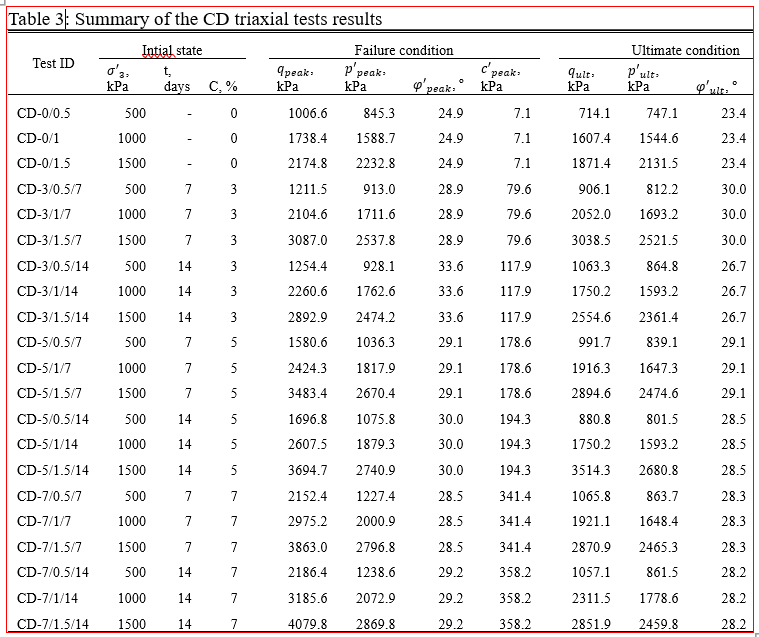 Table 3: Summary of the CD triaxial tests results
Intial state Failure condition Ultimate condition
Test ID σ′₃, kPa t, days C, % q_peak, kPa p′_peak, kPa φ′_peak, ° c′_peak, kPa q_ult, kPa p′_ult, kPa φ′_ult, °
CD-0/0.5 500 - 0 1006.6 845.3 24.9 7.1 714.1 747.1 23.4
CD-0/1 1000 - 0 1738.4 1588.7 24.9 7.1 1607.4 1544.6 23.4
CD-0/1.5 1500 - 0 2174.8 2232.8 24.9 7.1 1871.4 2131.5 23.4
CD-3/0.5/7 500 7 3 1211.5 913.0 28.9 79.6 906.1 812.2 30.0
CD-3/1/7 1000 7 3 2104.6 1711.6 28.9 79.6 2052.0 1693.2 30.0
CD-3/1.5/7 1500 7 3 3087.0 2537.8 28.9 79.6 3038.5 2521.5 30.0
CD-3/0.5/14 500 14 3 1254.4 928.1 33.6 117.9 1063.3 864.8 26.7
CD-3/1/14 1000 14 3 2260.6 1762.6 33.6 117.9 1750.2 1593.2 26.7
CD-3/1.5/14 1500 14 3 2892.9 2474.2 33.6 117.9 2554.6 2361.4 26.7
CD-5/0.5/7 500 7 5 1580.6 1036.3 29.1 178.6 991.7 839.1 29.1
CD-5/1/7 1000 7 5 2424.3 1817.9 29.1 178.6 1916.3 1647.3 29.1
CD-5/1.5/7 1500 7 5 3483.4 2670.4 29.1 178.6 2894.6 2474.6 29.1
CD-5/0.5/14 500 14 5 1696.8 1075.8 30.0 194.3 880.8 801.5 28.5
CD-5/1/14 1000 14 5 2607.5 1879.3 30.0 194.3 1750.2 1593.2 28.5
CD-5/1.5/14 1500 14 5 3694.7 2740.9 30.0 194.3 3514.3 2680.8 28.5
CD-7/0.5/7 500 7 7 2152.4 1227.4 28.5 341.4 1065.8 863.7 28.3
CD-7/1/7 1000 7 7 2975.2 2000.9 28.5 341.4 1921.1 1648.4 28.3
CD-7/1.5/7 1500 7 7 3863.0 2796.8 28.5 341.4 2870.9 2465.3 28.3
CD-7/0.5/14 500 14 7 2186.4 1238.6 29.2 358.2 1057.1 861.5 28.2
CD-7/1/14 1000 14 7 3185.6 2072.9 29.2 358.2 2311.5 1778.6 28.2
CD-7/1.5/14 1500 14 7 4079.8 2869.8 29.2 358.2 2851.9 2459.8 28.2